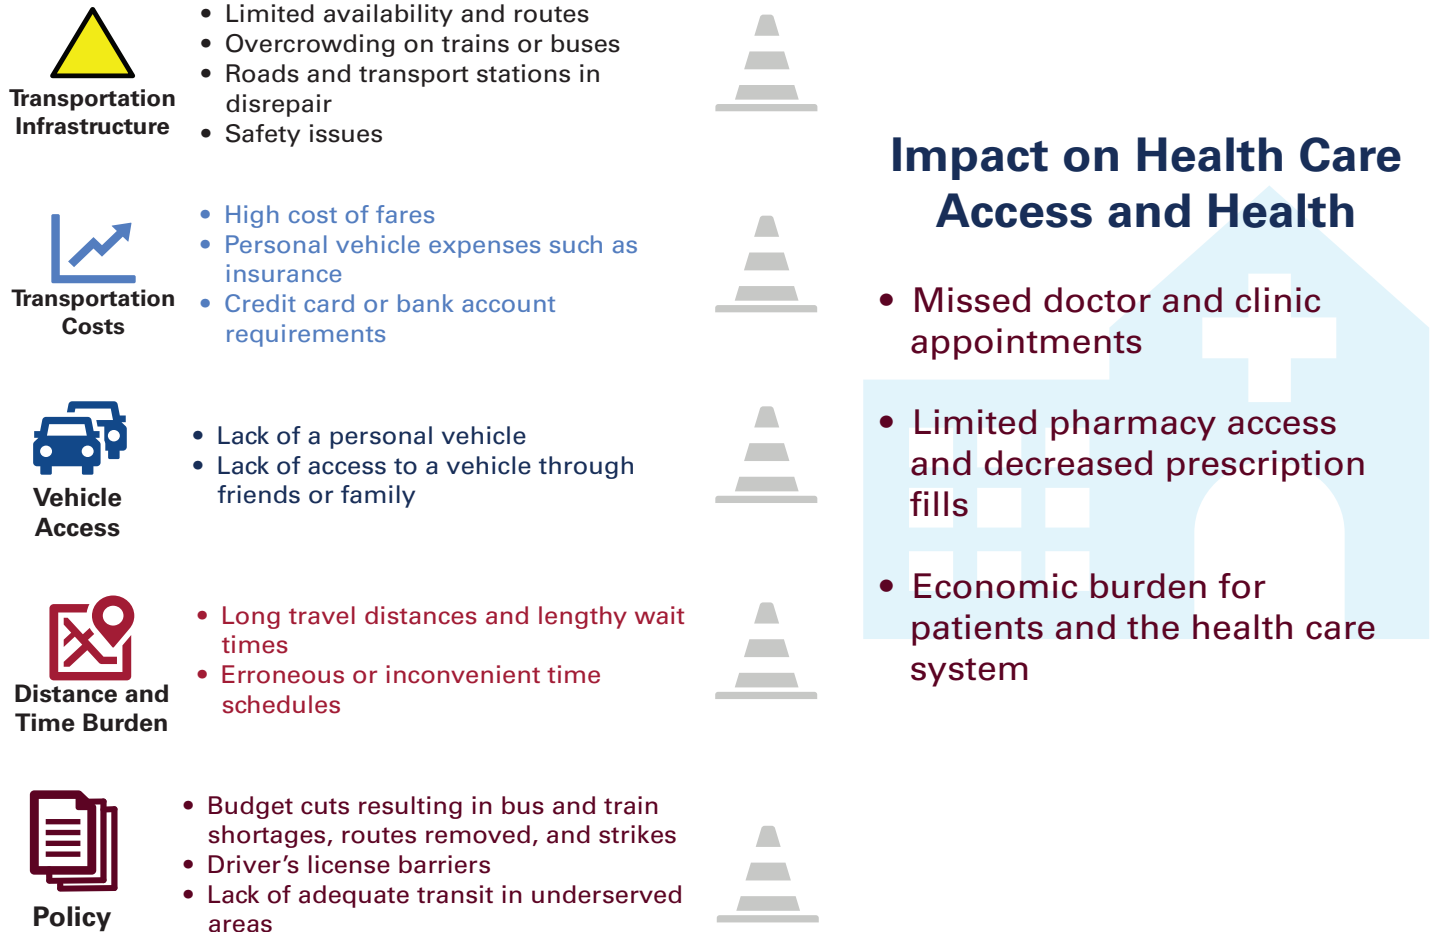 Transportation
Infrastructure
• Limited availability and routes
• Overcrowding on trains or buses
• Roads and transport stations in
disrepair
• Safety issues
Transportation
Costs
• High cost of fares
• Personal vehicle expenses such as
insurance
• Credit card or bank account
requirements
Vehicle
Access
• Lack of a personal vehicle
• Lack of access to a vehicle through
friends or family
Distance and
Time Burden
• Long travel distances and lengthy wait
times
• Erroneous or inconvenient time
schedules
Policy
• Budget cuts resulting in bus and train
shortages, routes removed, and strikes
• Driver’s license barriers
• Lack of adequate transit in underserved
areas
Impact on Health Care
Access and Health
• Missed doctor and clinic
appointments
• Limited pharmacy access
and decreased prescription
fills
• Economic burden for
patients and the health care
system